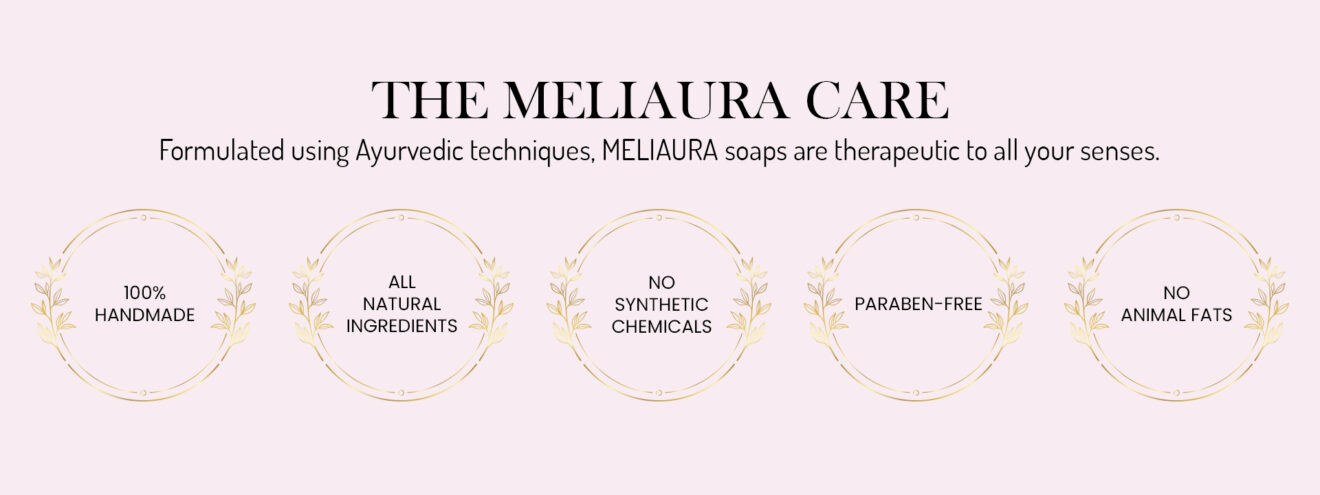 THE MELIAURA CARE
Formulated using Ayurvedic techniques, MELIAURA soaps are therapeutic to all your senses.
100%
HANDMADE
ALL
NATURAL
INGREDIENTS
NO
SYNTHETIC
CHEMICALS
PARABEN-FREE
NO
ANIMAL FATS